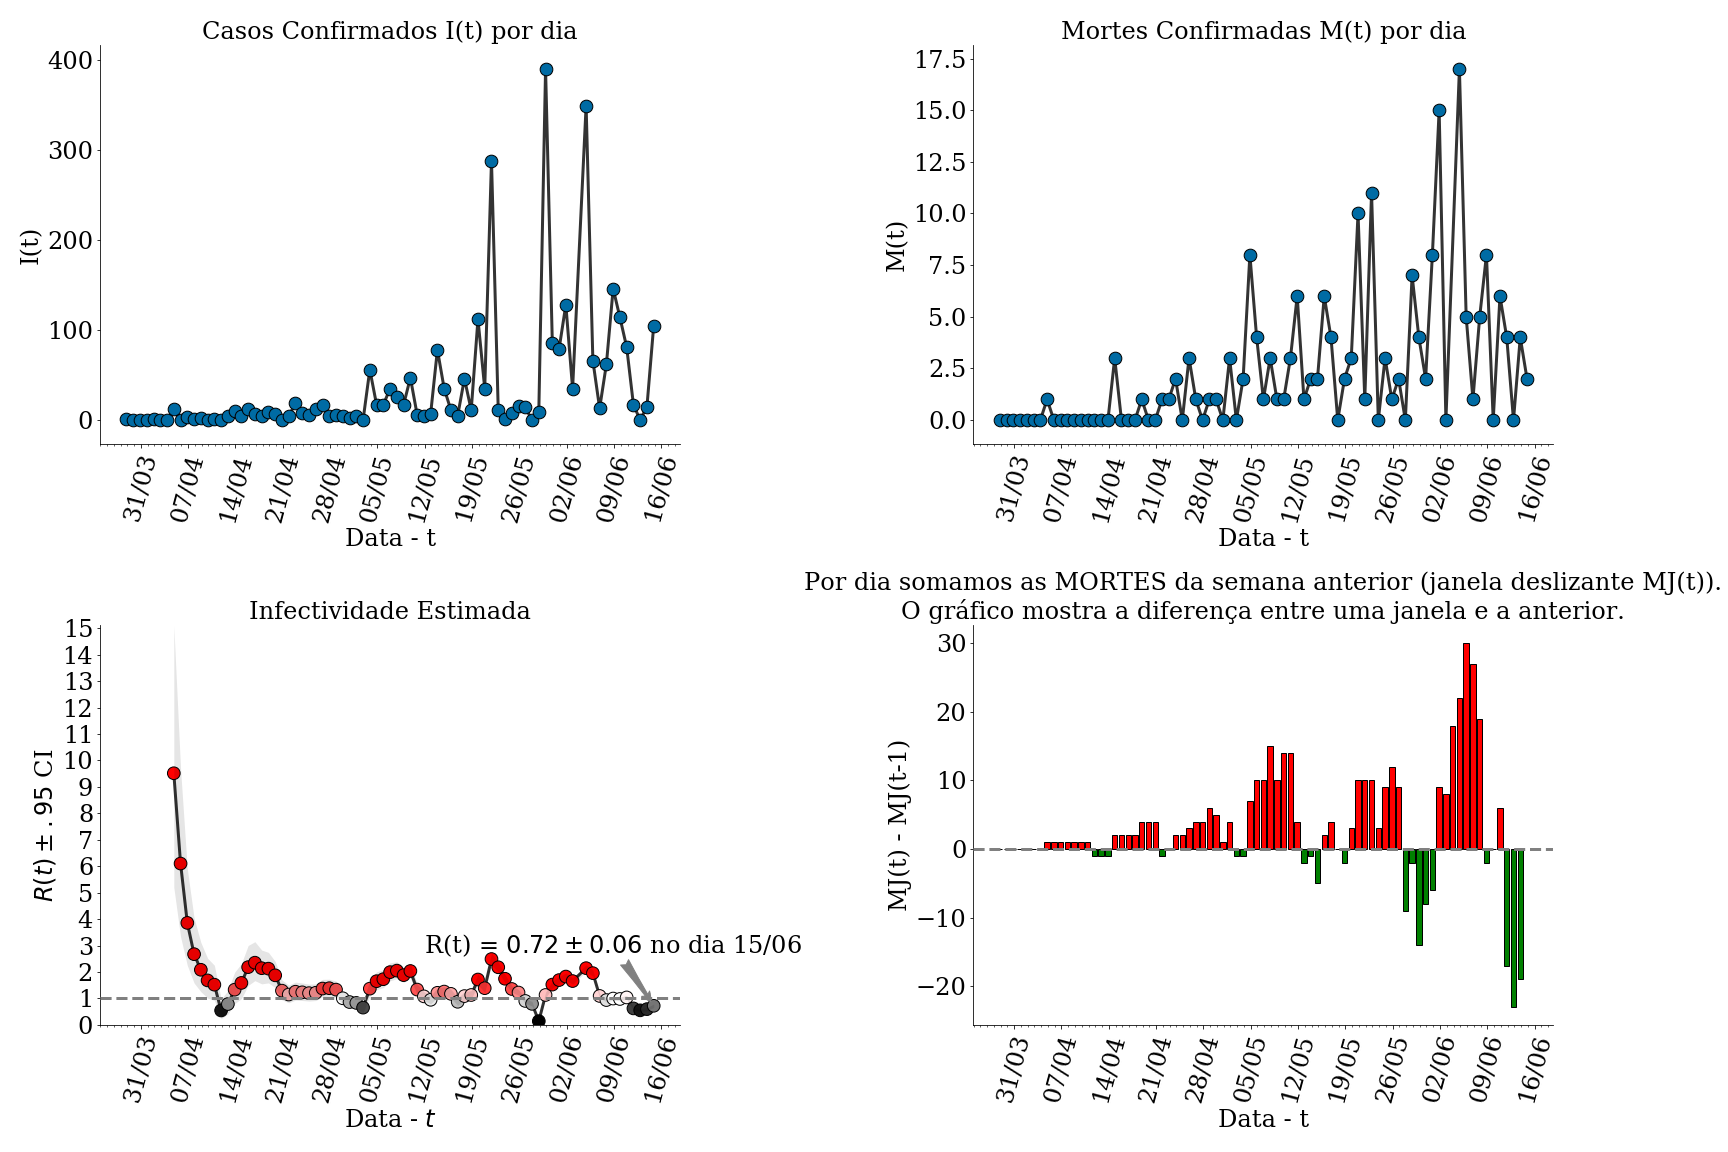 Casos Confirmados I(t) por dia
400
300
200
100
0
I(t)
31/03 07/04 14/04 21/04 28/04 05/05 12/05 19/05 26/05 02/06 09/06 16/06
Data - t
Mortes Confirmadas M(t) por dia
17.5
15.0
12.5
10.0
7.5
5.0
2.5
0.0
M(t)
31/03 07/04 14/04 21/04 28/04 05/05 12/05 19/05 26/05 02/06 09/06 16/06
Data - t
Infectividade Estimada
15
14
13
12
11
10
9
8
7
6
5
4
3
2
1
0
R(t) ± .95 CI
R(t) = 0.72 ± 0.06 no dia 15/06
31/03 07/04 14/04 21/04 28/04 05/05 12/05 19/05 26/05 02/06 09/06 16/06
Data - t
Por dia somamos as MORTES da semana anterior (janela deslizante MJ(t)).
O gráfico mostra a diferença entre uma janela e a anterior.
30
20
10
0
−10
−20
MJ(t) - MJ(t-1)
31/03 07/04 14/04 21/04 28/04 05/05 12/05 19/05 26/05 02/06 09/06 16/06
Data - t